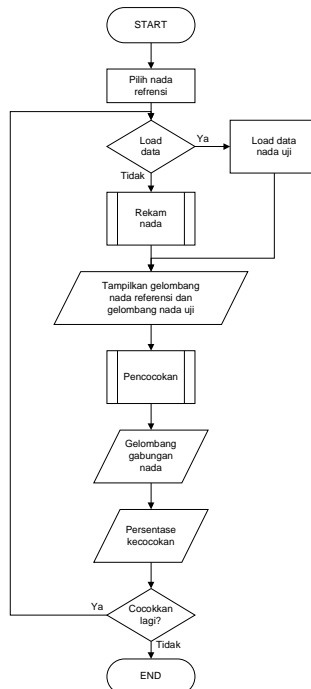 START
Pilih nada
refrensi
Load
data
Ya
Load data
nada uji
Tidak
Rekam
nada
Tampilkan gelombang
nada referensi dan
gelombang nada uji
Pencocokan
Gelombang
gabungan
nada
Persentase
kecocokan
Ya
Cocokkan
lagi?
Tidak
END